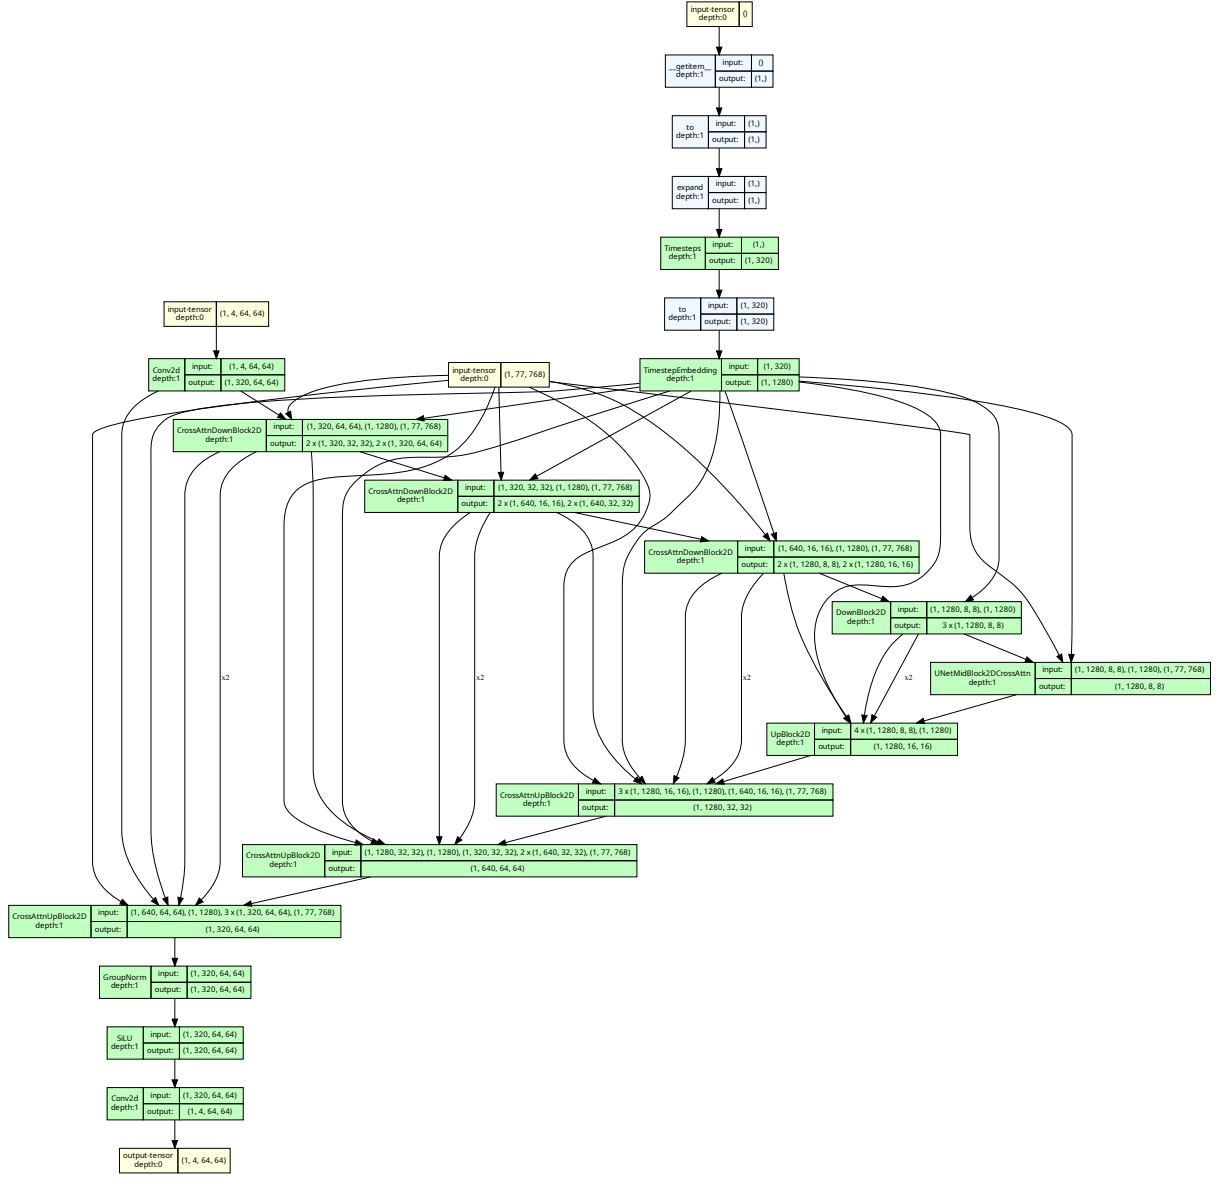 input-tensor
depth:0
()
__getitem__
depth:1
input:
()
output:
(1,)
to
depth:1
input:
(1,)
output:
(1,)
expand
depth:1
input:
(1,)
output:
(1,)
Timesteps
depth:1
input:
(1,)
output:
(1, 320)
input-tensor
depth:0
(1, 4, 64, 64)
to
depth:1
input:
(1, 320)
output:
(1, 320)
Conv2d
depth:1
input:
(1, 4, 64, 64)
output:
(1, 320, 64, 64)
input-tensor
depth:0
(1, 77, 768)
TimestepEmbedding
depth:1
input:
(1, 320)
output:
(1, 1280)
CrossAttnDownBlock2D
depth:1
input:
(1, 320, 64, 64), (1, 1280), (1, 77, 768)
output:
2 x (1, 320, 32, 32), 2 x (1, 320, 64, 64)
CrossAttnDownBlock2D
depth:1
input:
(1, 320, 32, 32), (1, 1280), (1, 77, 768)
output:
2 x (1, 640, 16, 16), 2 x (1, 640, 32, 32)
CrossAttnDownBlock2D
depth:1
input:
(1, 640, 16, 16), (1, 1280), (1, 77, 768)
output:
2 x (1, 1280, 8, 8), 2 x (1, 1280, 16, 16)
DownBlock2D
depth:1
input:
(1, 1280, 8, 8), (1, 1280)
output:
3 x (1, 1280, 8, 8)
x2
x2
x2
x2
UNetMidBlock2DCrossAttn
depth:1
input:
(1, 1280, 8, 8), (1, 1280), (1, 77, 768)
output:
(1, 1280, 8, 8)
UpBlock2D
depth:1
input:
4 x (1, 1280, 8, 8), (1, 1280)
output:
(1, 1280, 16, 16)
CrossAttnUpBlock2D
depth:1
input:
3 x (1, 1280, 16, 16), (1, 1280), (1, 640, 16, 16), (1, 77, 768)
output:
(1, 1280, 32, 32)
CrossAttnUpBlock2D
depth:1
input:
(1, 1280, 32, 32), (1, 1280), (1, 320, 32, 32), 2 x (1, 640, 32, 32), (1, 77, 768)
output:
(1, 640, 64, 64)
CrossAttnUpBlock2D
depth:1
input:
(1, 640, 64, 64), (1, 1280), 3 x (1, 320, 64, 64), (1, 77, 768)
output:
(1, 320, 64, 64)
GroupNorm
depth:1
input:
(1, 320, 64, 64)
output:
(1, 320, 64, 64)
SiLU
depth:1
input:
(1, 320, 64, 64)
output:
(1, 320, 64, 64)
Conv2d
depth:1
input:
(1, 320, 64, 64)
output:
(1, 4, 64, 64)
output-tensor
depth:0
(1, 4, 64, 64)